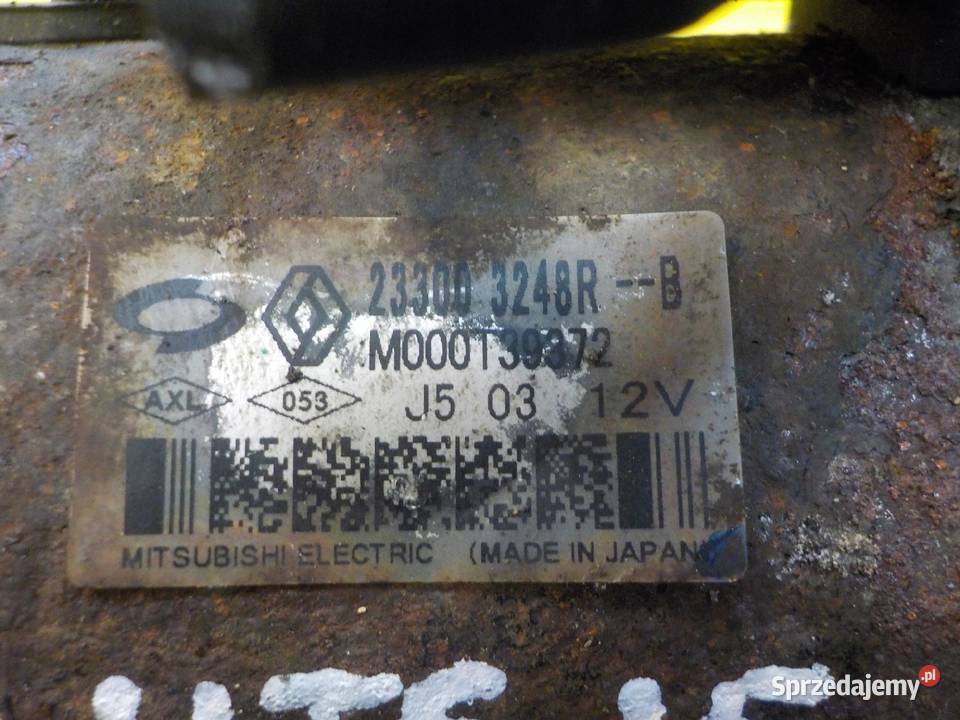 23300 3248R --B
M000T39372
AXL 053 J5 03 12V
MITSUBISHI ELECTRIC (MADE IN JAPAN)
Sprzedajemy.pl